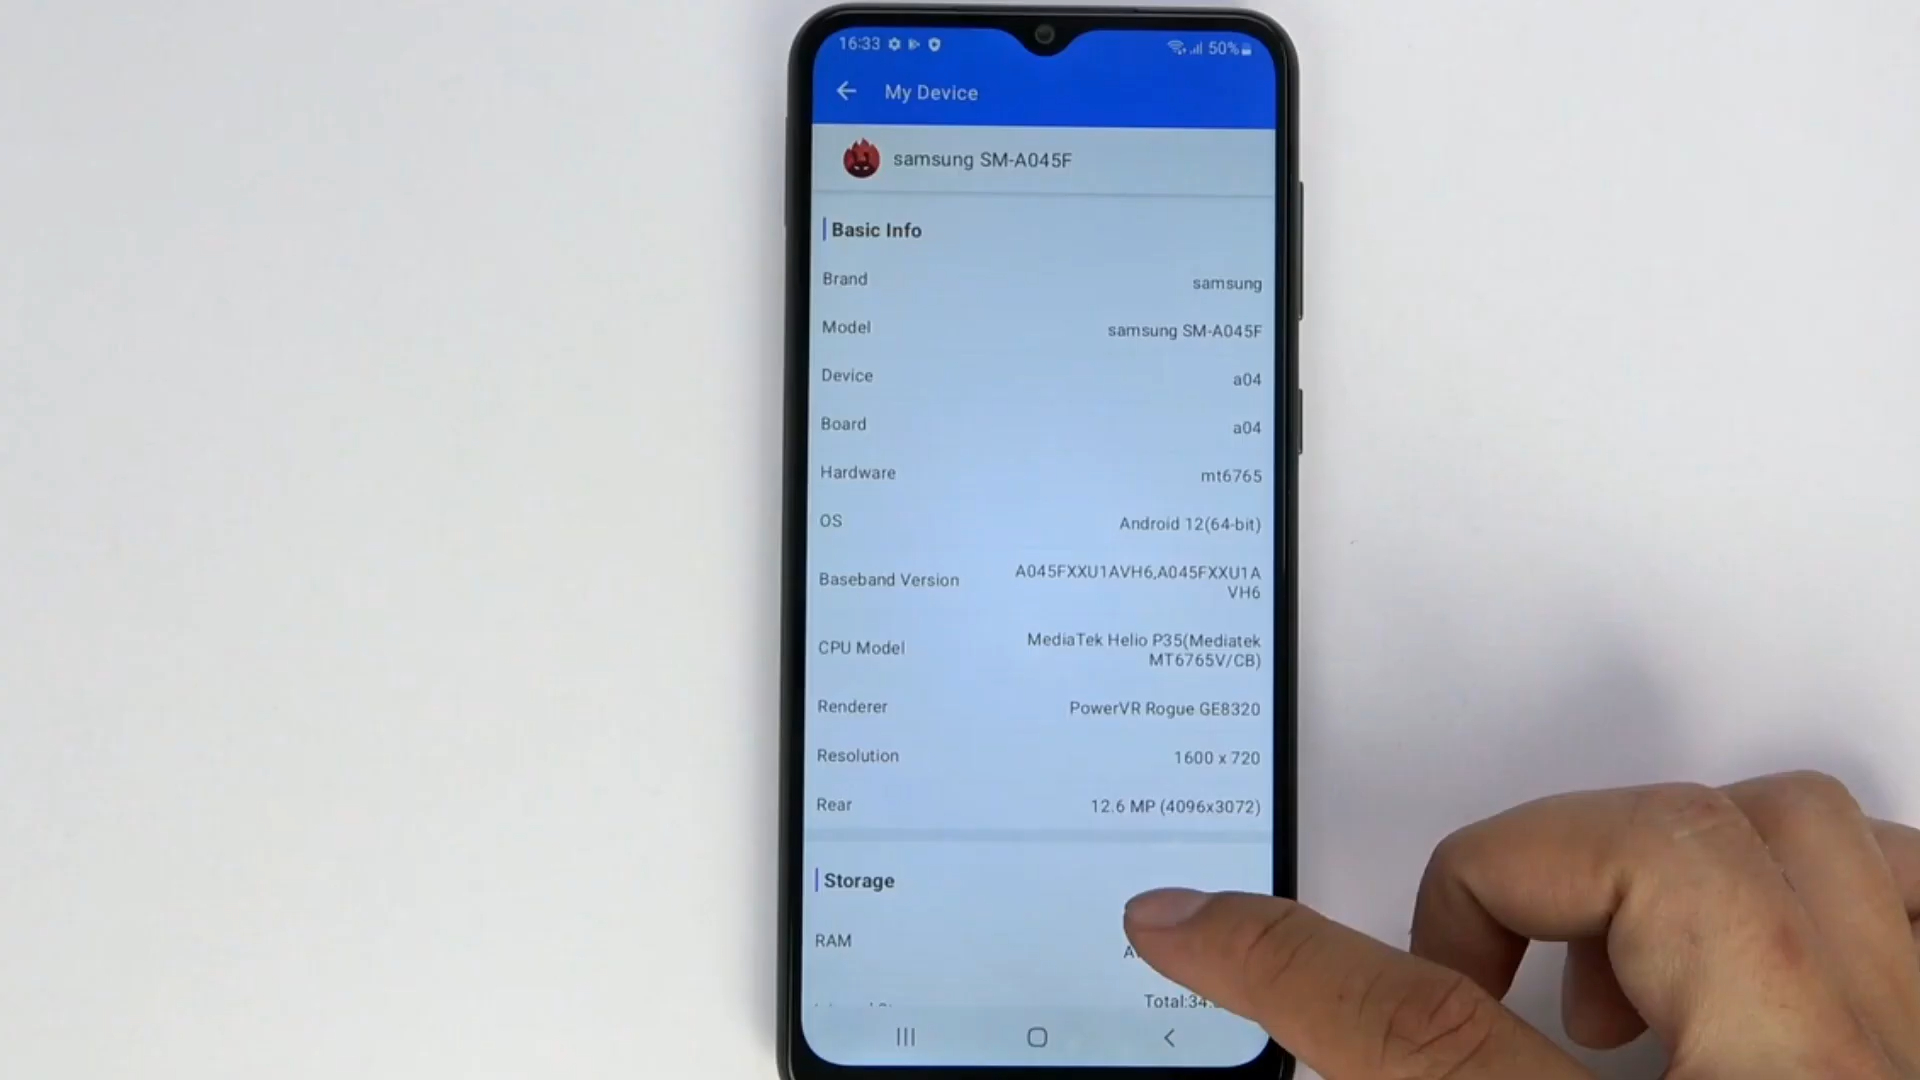 16:33 50%
My Device
samsung SM-A045F
Basic Info
Brand samsung
Model samsung SM-A045F
Device a04
Board a04
Hardware mt6765
OS Android 12(64-bit)
Baseband Version A045FXXU1AVH6,A045FXXU1A
VH6
CPU Model MediaTek Helio P35(Mediatek
MT6765V/CB)
Renderer PowerVR Rogue GE8320
Resolution 1600 x 720
Rear 12.6 MP (4096x3072)
Storage
RAM
Total:34.